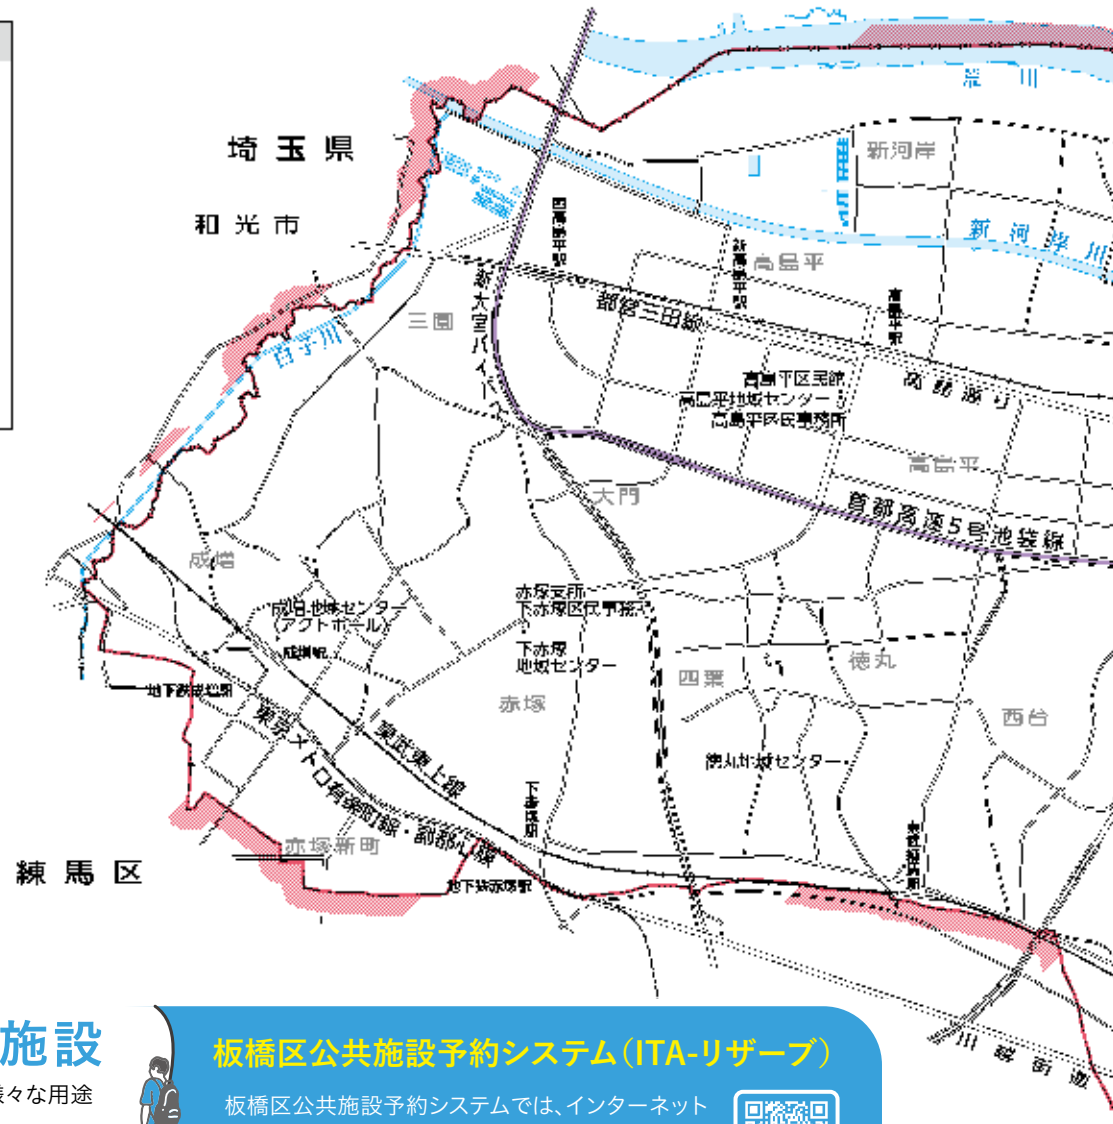 荒川
埼玉県
新河岸
和光市
西高島平駅
新河岸川
新高島平駅
高島平
新大宮バイパス
都営三田線
高島平駅
三園
白子川
高島平区民館
高島平地域センター
高島平区民事務所
高島通り
高島平
大門
首都高速5号池袋線
成増
赤塚支所
下赤塚区民事務所
成増地域センター
(アクトホール)
下赤塚
地域センター
成増駅
徳丸
四葉
地下鉄成増駅
赤塚
西台
東京メトロ有楽町線・副都心線
東武東上線
徳丸地域センター
下赤塚駅
東武練馬駅
赤塚新町
練馬区
地下鉄赤塚駅
川越街道
施設
様々な用途
板橋区公共施設予約システム(ITA-リザーブ)
板橋区公共施設予約システムでは、インターネット